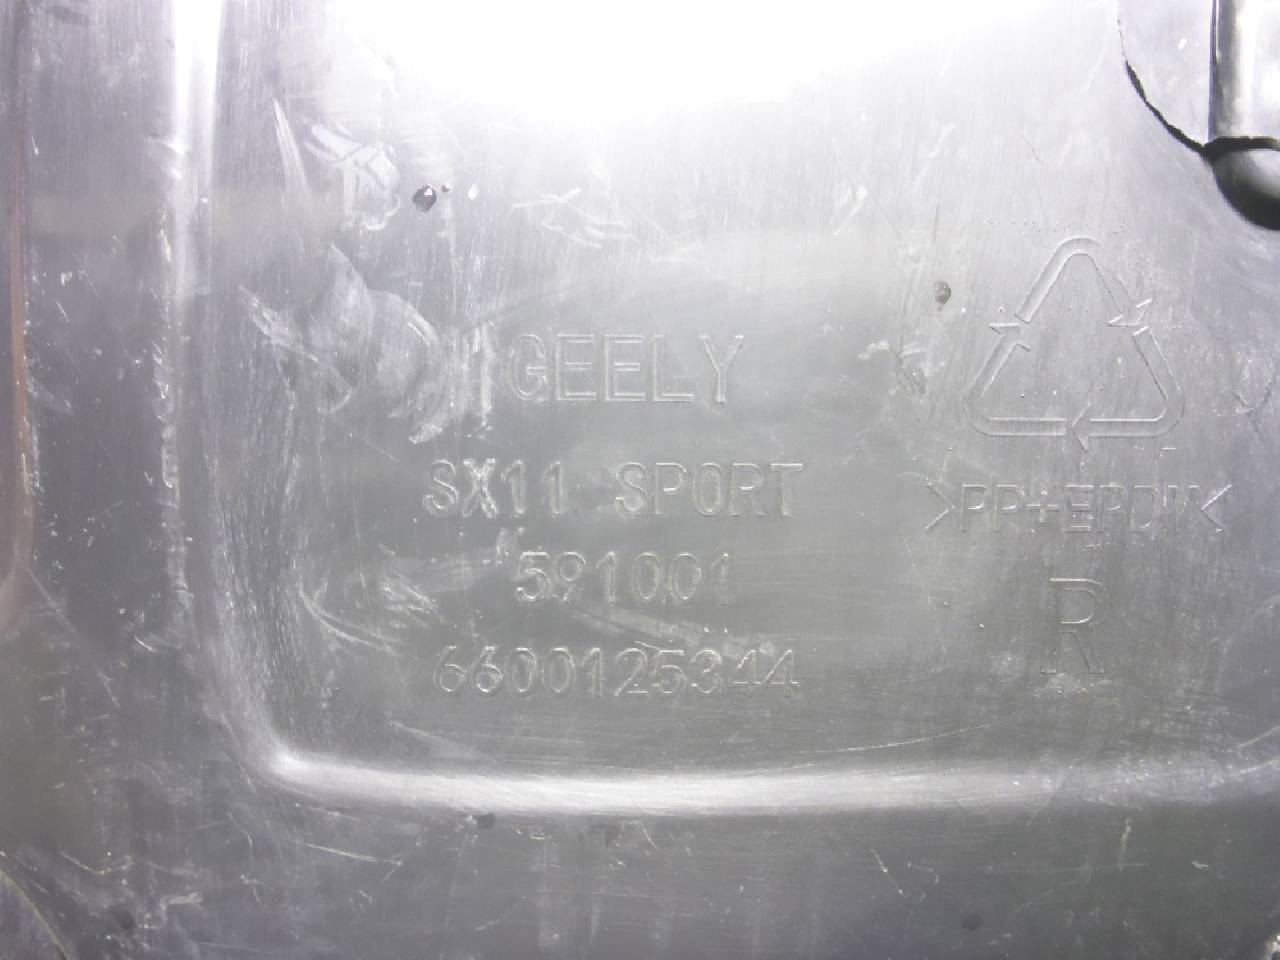 GEELY
SX11 SPORT
591001
6600125344
>PP+EPDM<
R